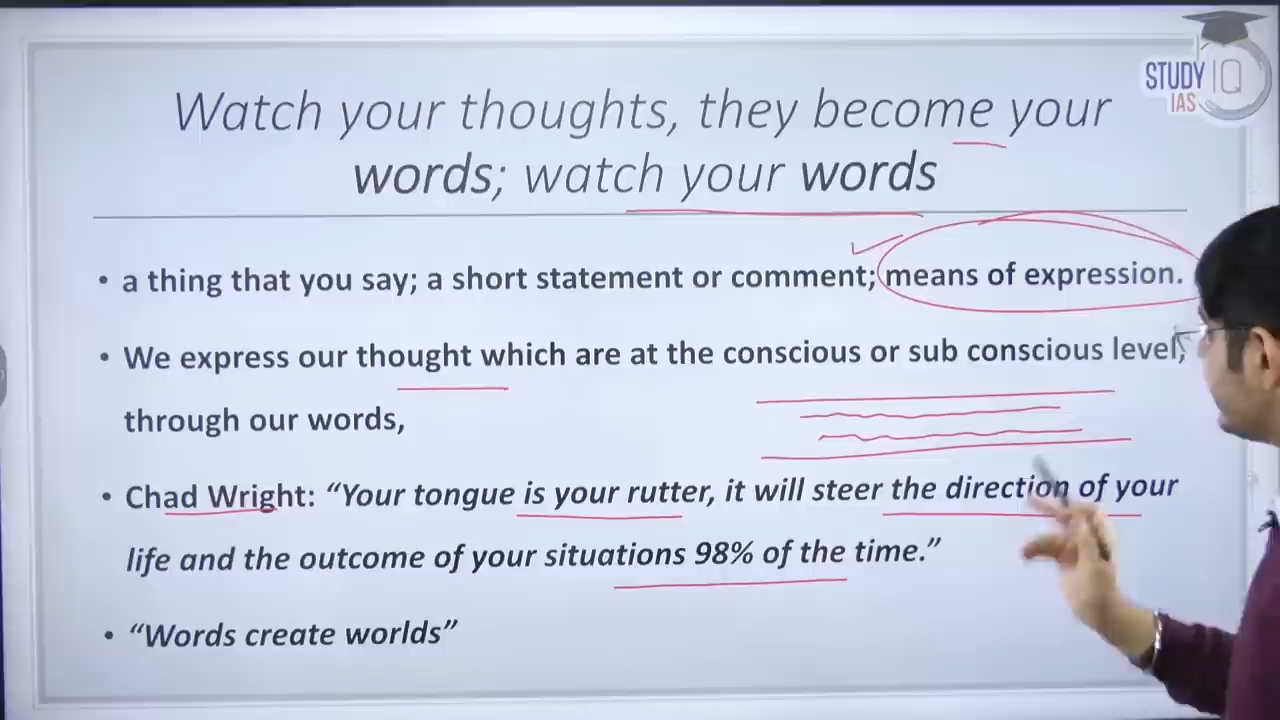 STUDY IQ
IAS
Watch your thoughts, they become your
words; watch your words
• a thing that you say; a short statement or comment; means of expression.
• We express our thought which are at the conscious or sub conscious level,
through our words,
• Chad Wright: “Your tongue is your rutter, it will steer the direction of your
life and the outcome of your situations 98% of the time.”
• “Words create worlds”